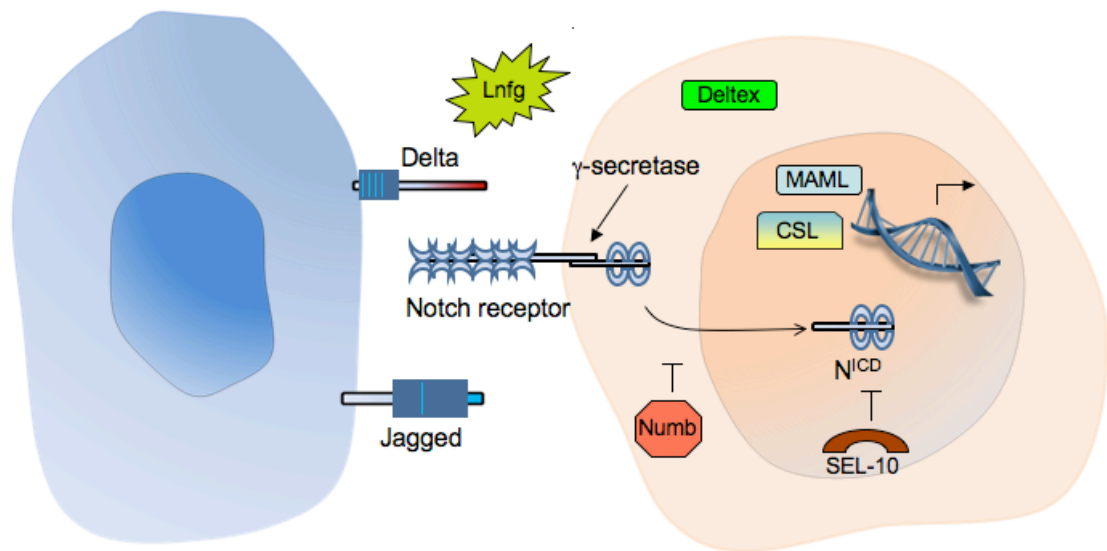 Lnfg
Deltex
Delta
γ-secretase
MAML
CSL
Notch receptor
N^ICD
Jagged
Numb
SEL-10